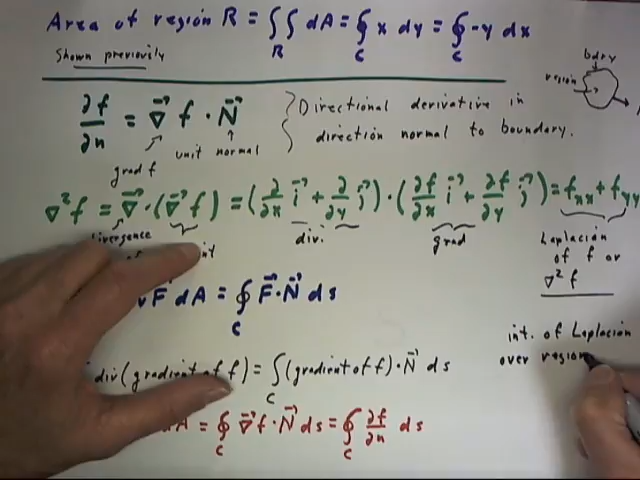 Area of region R = ∫∫ dA = ∮ x dy = ∮ -y dx
R C C
Shown previously
bdry
region
∂f/∂n = ∇⃗ f · N⃗
Directional derivative in
direction normal to boundary.
grad f
unit normal
∇²f = ∇⃗ · (∇⃗ f) = (∂/∂x i⃗ + ∂/∂y j⃗) · (∂f/∂x i⃗ + ∂f/∂y j⃗) = fxx + fyy
div.
grad
Laplacian
of f or
∇² f
F⃗ dA = ∮ F⃗ · N⃗ ds
C
int. of Laplacian
over region
div(gradient of f) = ∫ (gradient of f) · N⃗ ds
C
dA = ∮ ∇⃗ f · N⃗ ds = ∮ ∂f/∂n ds
C C